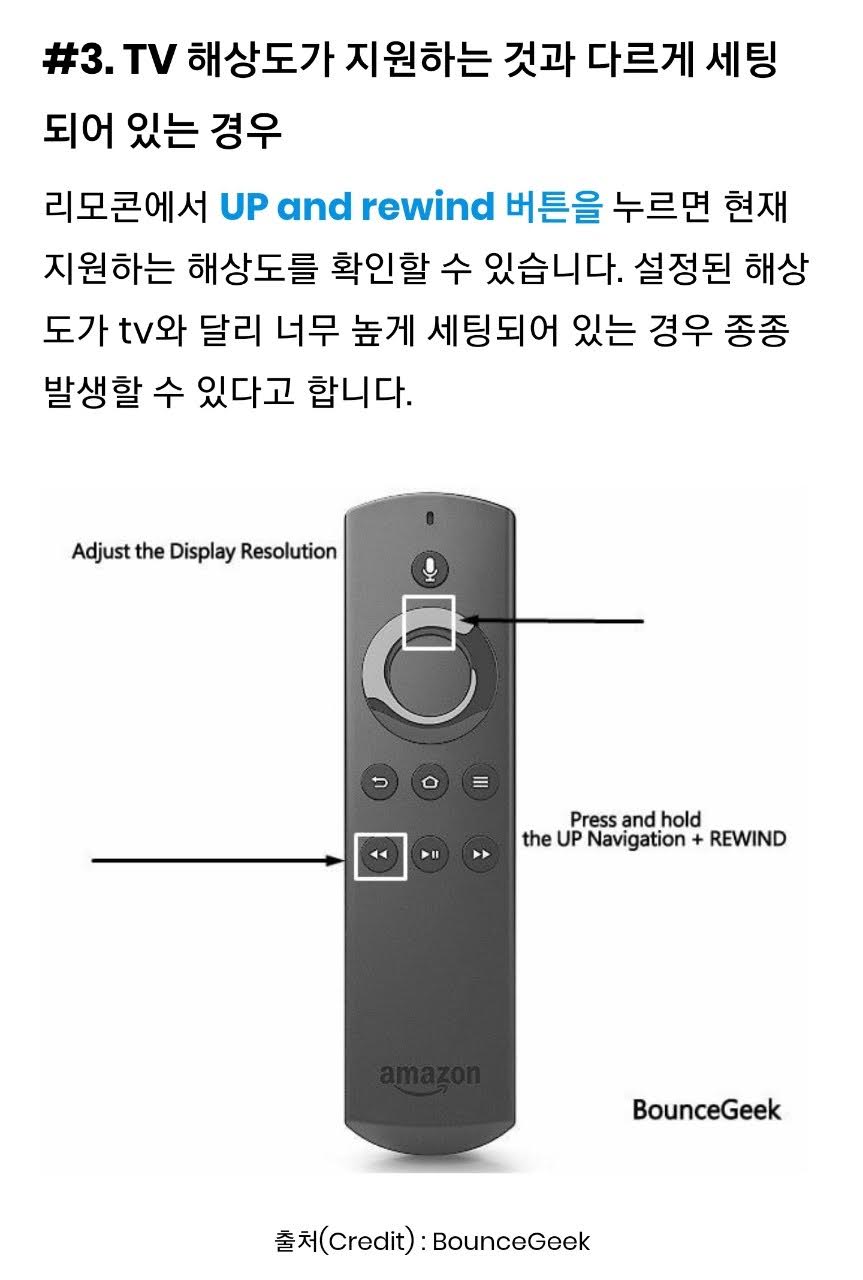 #3. TV 해상도가 지원하는 것과 다르게 세팅
되어 있는 경우
리모콘에서 UP and rewind 버튼을 누르면 현재
지원하는 해상도를 확인할 수 있습니다. 설정된 해상
도가 tv와 달리 너무 높게 세팅되어 있는 경우 종종
발생할 수 있다고 합니다.
Adjust the Display Resolution
Press and hold
the UP Navigation + REWIND
amazon
BounceGeek
출처(Credit) : BounceGeek